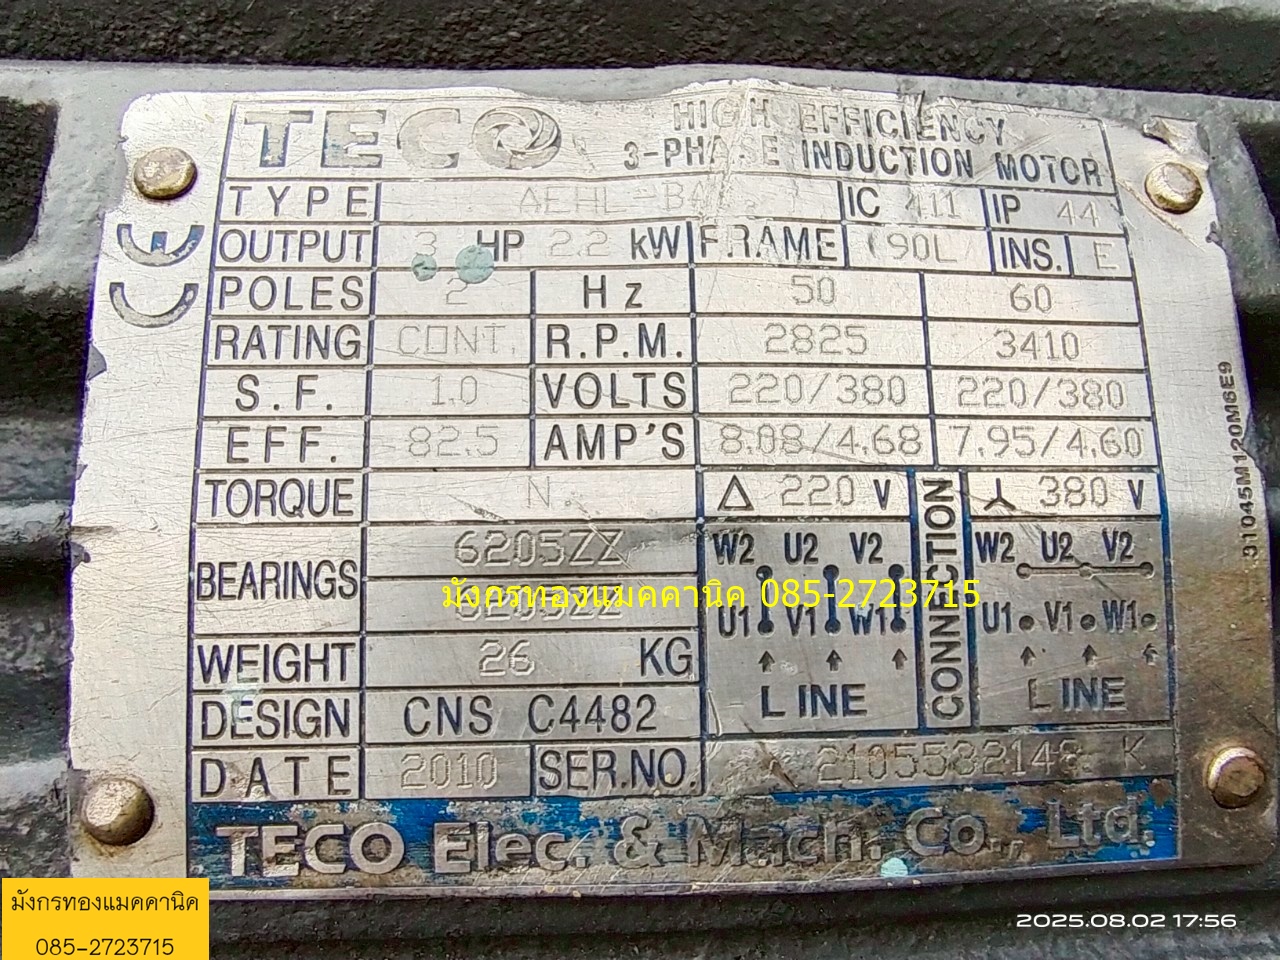 TECO HIGH EFFICIENCY
3-PHASE INDUCTION MOTOR
CE
TYPE IC 411 IP 44
OUTPUT 3 HP 2.2 kW FRAME 90L INS. E
POLES 2 Hz 50 60
RATING CONT. R.P.M. 2825 3410
S.F. 1.0 VOLTS 220/380 220/380
EFF. 82.5 AMP'S 8.08/4.68 7.95/4.60
TORQUE N. Δ 220 V CONNECTION 人 380 V
BEARINGS 6205ZZ W2 U2 V2 W2 U2 V2
6205ZZ U1 V1 W1 U1 V1 W1
WEIGHT 26 KG LINE LINE
DESIGN CNS C4482
DATE 2010 SER.NO. 2105582148 K
TECO Elec. & Mach. Co., Ltd.
31045M120M6E9
มังกรทองแมคคานิค 085-2723715
มังกรทองแมคคานิค
085-2723715
2025.08.02 17:56